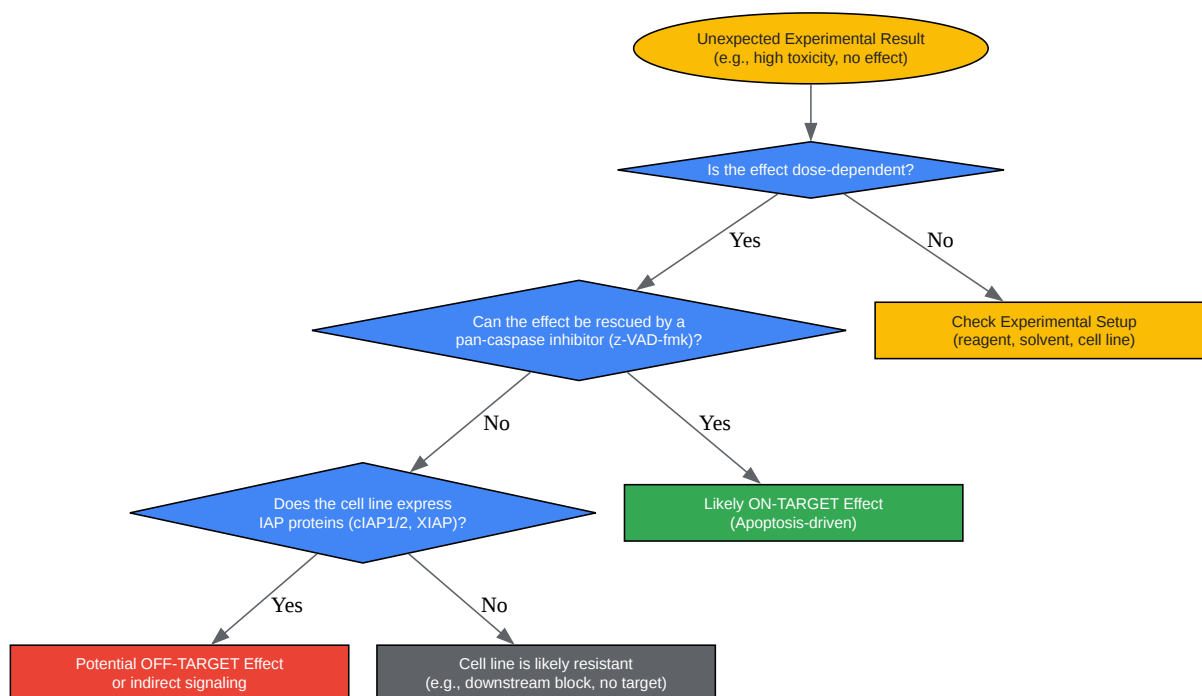 Unexpected Experimental Result
(e.g., high toxicity, no effect)
Is the effect dose-dependent?
Yes
No
Can the effect be rescued by a
pan-caspase inhibitor (z-VAD-fmk)?
Check Experimental Setup
(reagent, solvent, cell line)
No
Yes
Does the cell line express
IAP proteins (cIAP1/2, XIAP)?
Likely ON-TARGET Effect
(Apoptosis-driven)
Yes
No
Potential OFF-TARGET Effect
or indirect signaling
Cell line is likely resistant
(e.g., downstream block, no target)